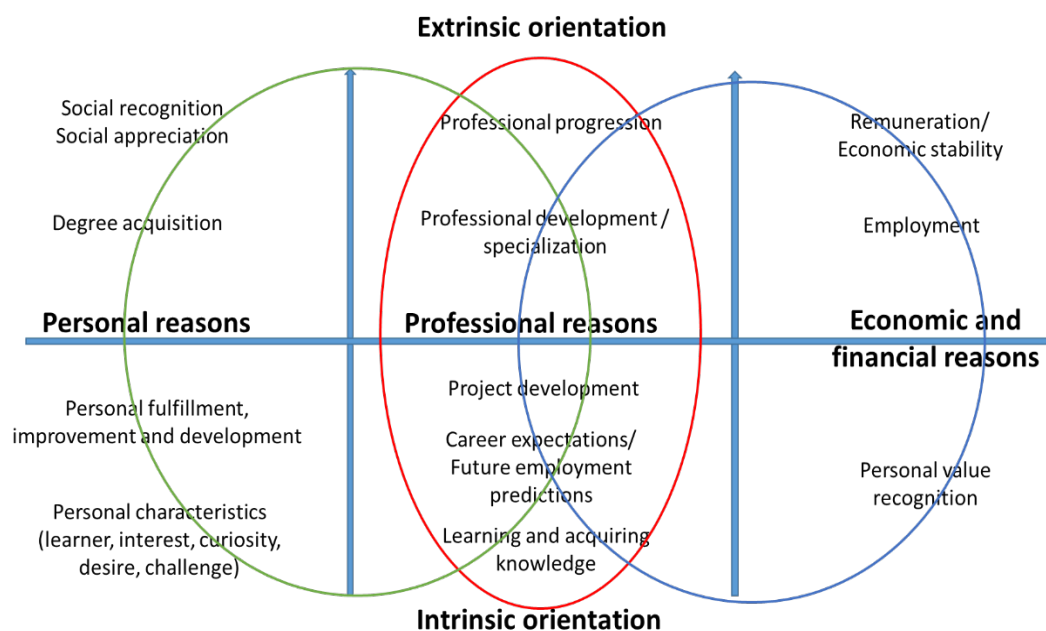 Extrinsic orientation
Social recognition
Social appreciation
Professional progression
Remuneration/
Economic stability
Degree acquisition
Professional development /
specialization
Employment
Personal reasons
Professional reasons
Economic and
financial reasons
Personal fulfillment,
improvement and development
Project development
Career expectations/
Future employment
predictions
Personal value
recognition
Personal characteristics
(learner, interest, curiosity,
desire, challenge)
Learning and acquiring
knowledge
Intrinsic orientation